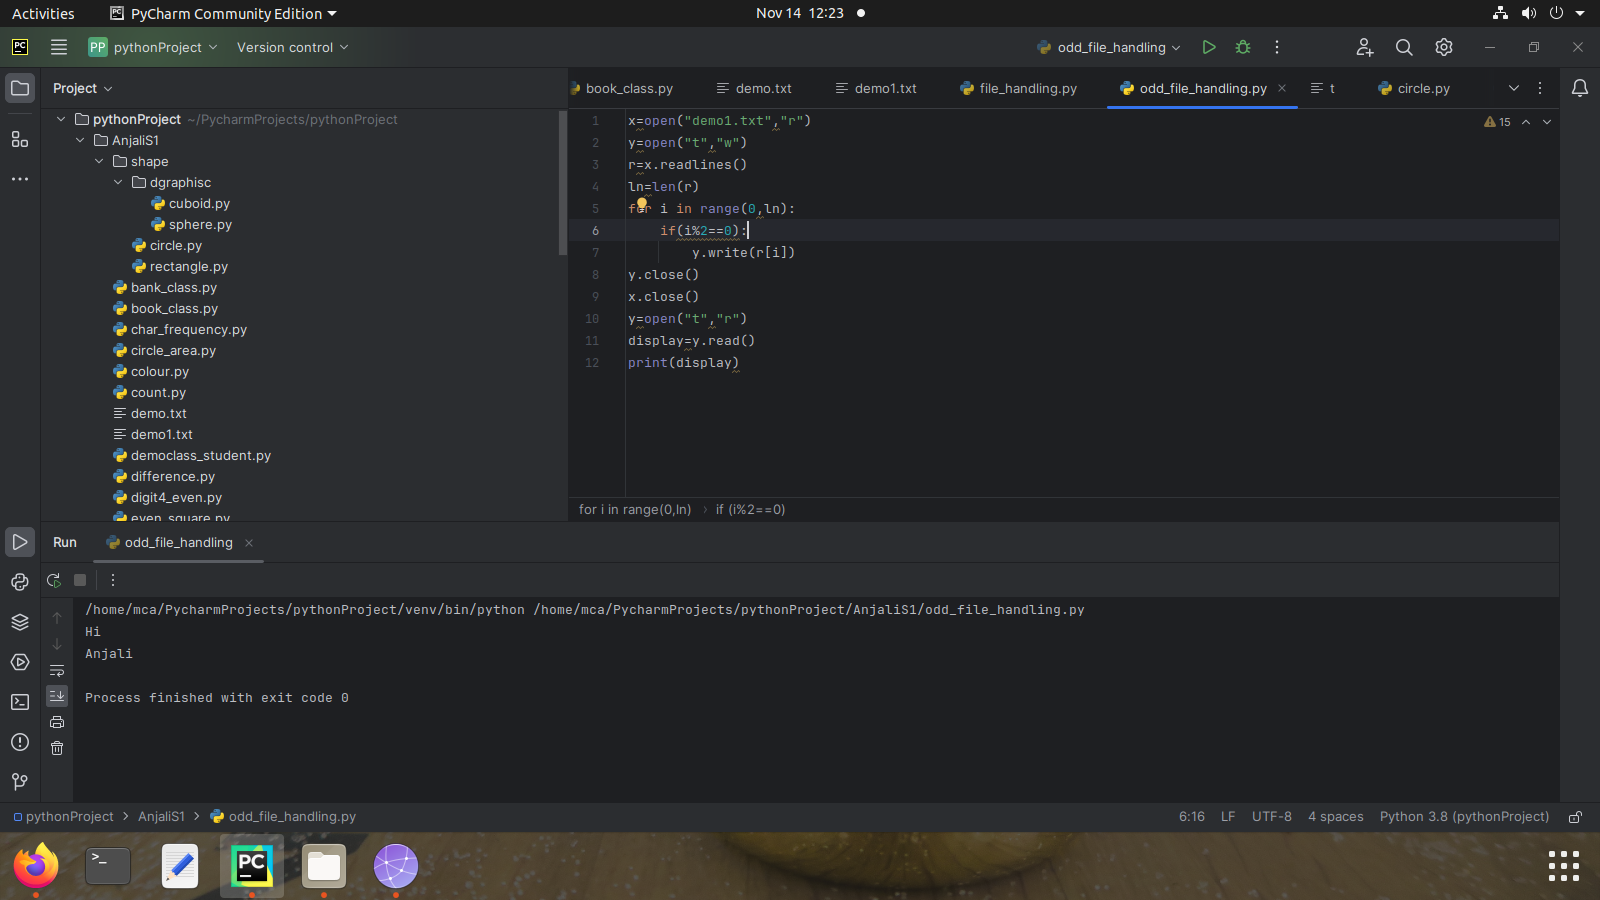 Activities PyCharm Community Edition Nov 14 12:23
PC PP pythonProject Version control odd_file_handling
Project
book_class.py demo.txt demo1.txt file_handling.py odd_file_handling.py t circle.py
pythonProject ~/PycharmProjects/pythonProject
AnjaliS1
shape
dgraphisc
cuboid.py
sphere.py
circle.py
rectangle.py
bank_class.py
book_class.py
char_frequency.py
circle_area.py
colour.py
count.py
demo.txt
demo1.txt
democlass_student.py
difference.py
digit4_even.py
even_square.py
15
1 x=open("demo1.txt","r")
2 y=open("t","w")
3 r=x.readlines()
4 ln=len(r)
5 for i in range(0,ln):
6 if(i%2==0):
7 y.write(r[i])
8 y.close()
9 x.close()
10 y=open("t","r")
11 display=y.read()
12 print(display)
for i in range(0,ln) › if (i%2==0)
Run odd_file_handling
/home/mca/PycharmProjects/pythonProject/venv/bin/python /home/mca/PycharmProjects/pythonProject/AnjaliS1/odd_file_handling.py
Hi
Anjali
Process finished with exit code 0
pythonProject › AnjaliS1 › odd_file_handling.py 6:16 LF UTF-8 4 spaces Python 3.8 (pythonProject)
>_ PC